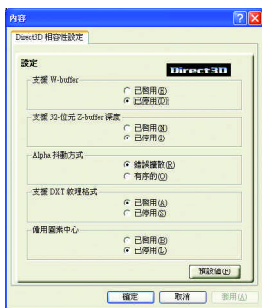 內容
Direct3D 相容性設定
設定
Direct3D
支援 W-buffer
已啟用(E)
已停用(D)
支援 32-位元 Z-buffer 深度
已啟用(N)
已停用(I)
Alpha 抖動方式
錯誤擴散(R)
有序的(O)
支援 DXT 紋理格式
已啟用(A)
已停用(S)
備用圖素中心
已啟用(B)
已停用(L)
預設值(F)
確定
取消
套用(A)